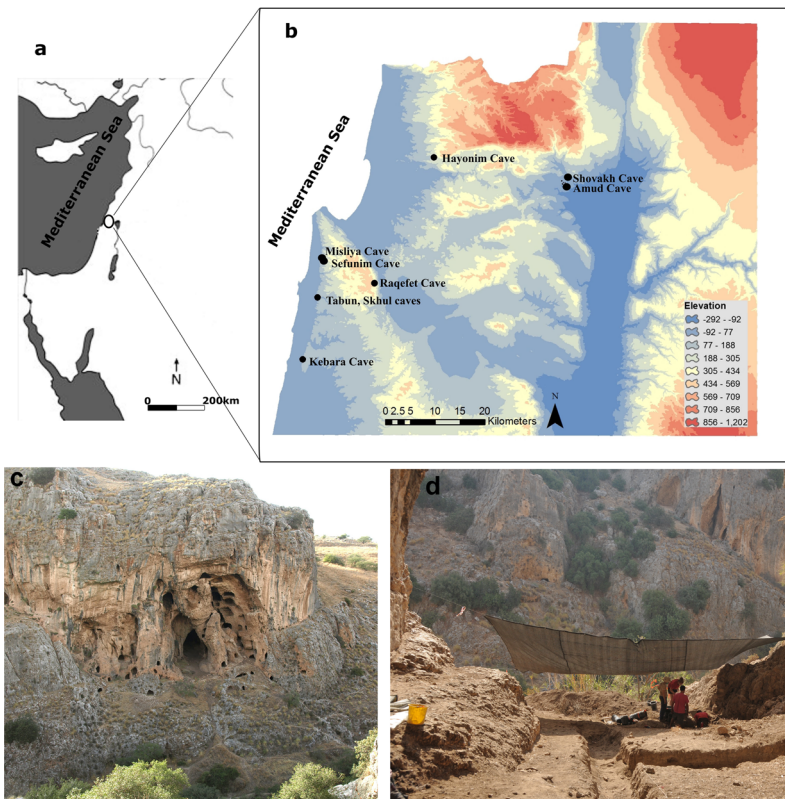 a
Mediterranean Sea
N
0
200km
b
Mediterranean Sea
Hayonim Cave
Shovakh Cave
Amud Cave
Misliya Cave
Sefunim Cave
Raqefet Cave
Tabun, Skhul caves
Kebara Cave
Elevation
-292 - -92
-92 - 77
77 - 188
188 - 305
305 - 434
434 - 569
569 - 709
709 - 856
856 - 1,202
N
0 2.5 5 10 15 20
Kilometers
c
d